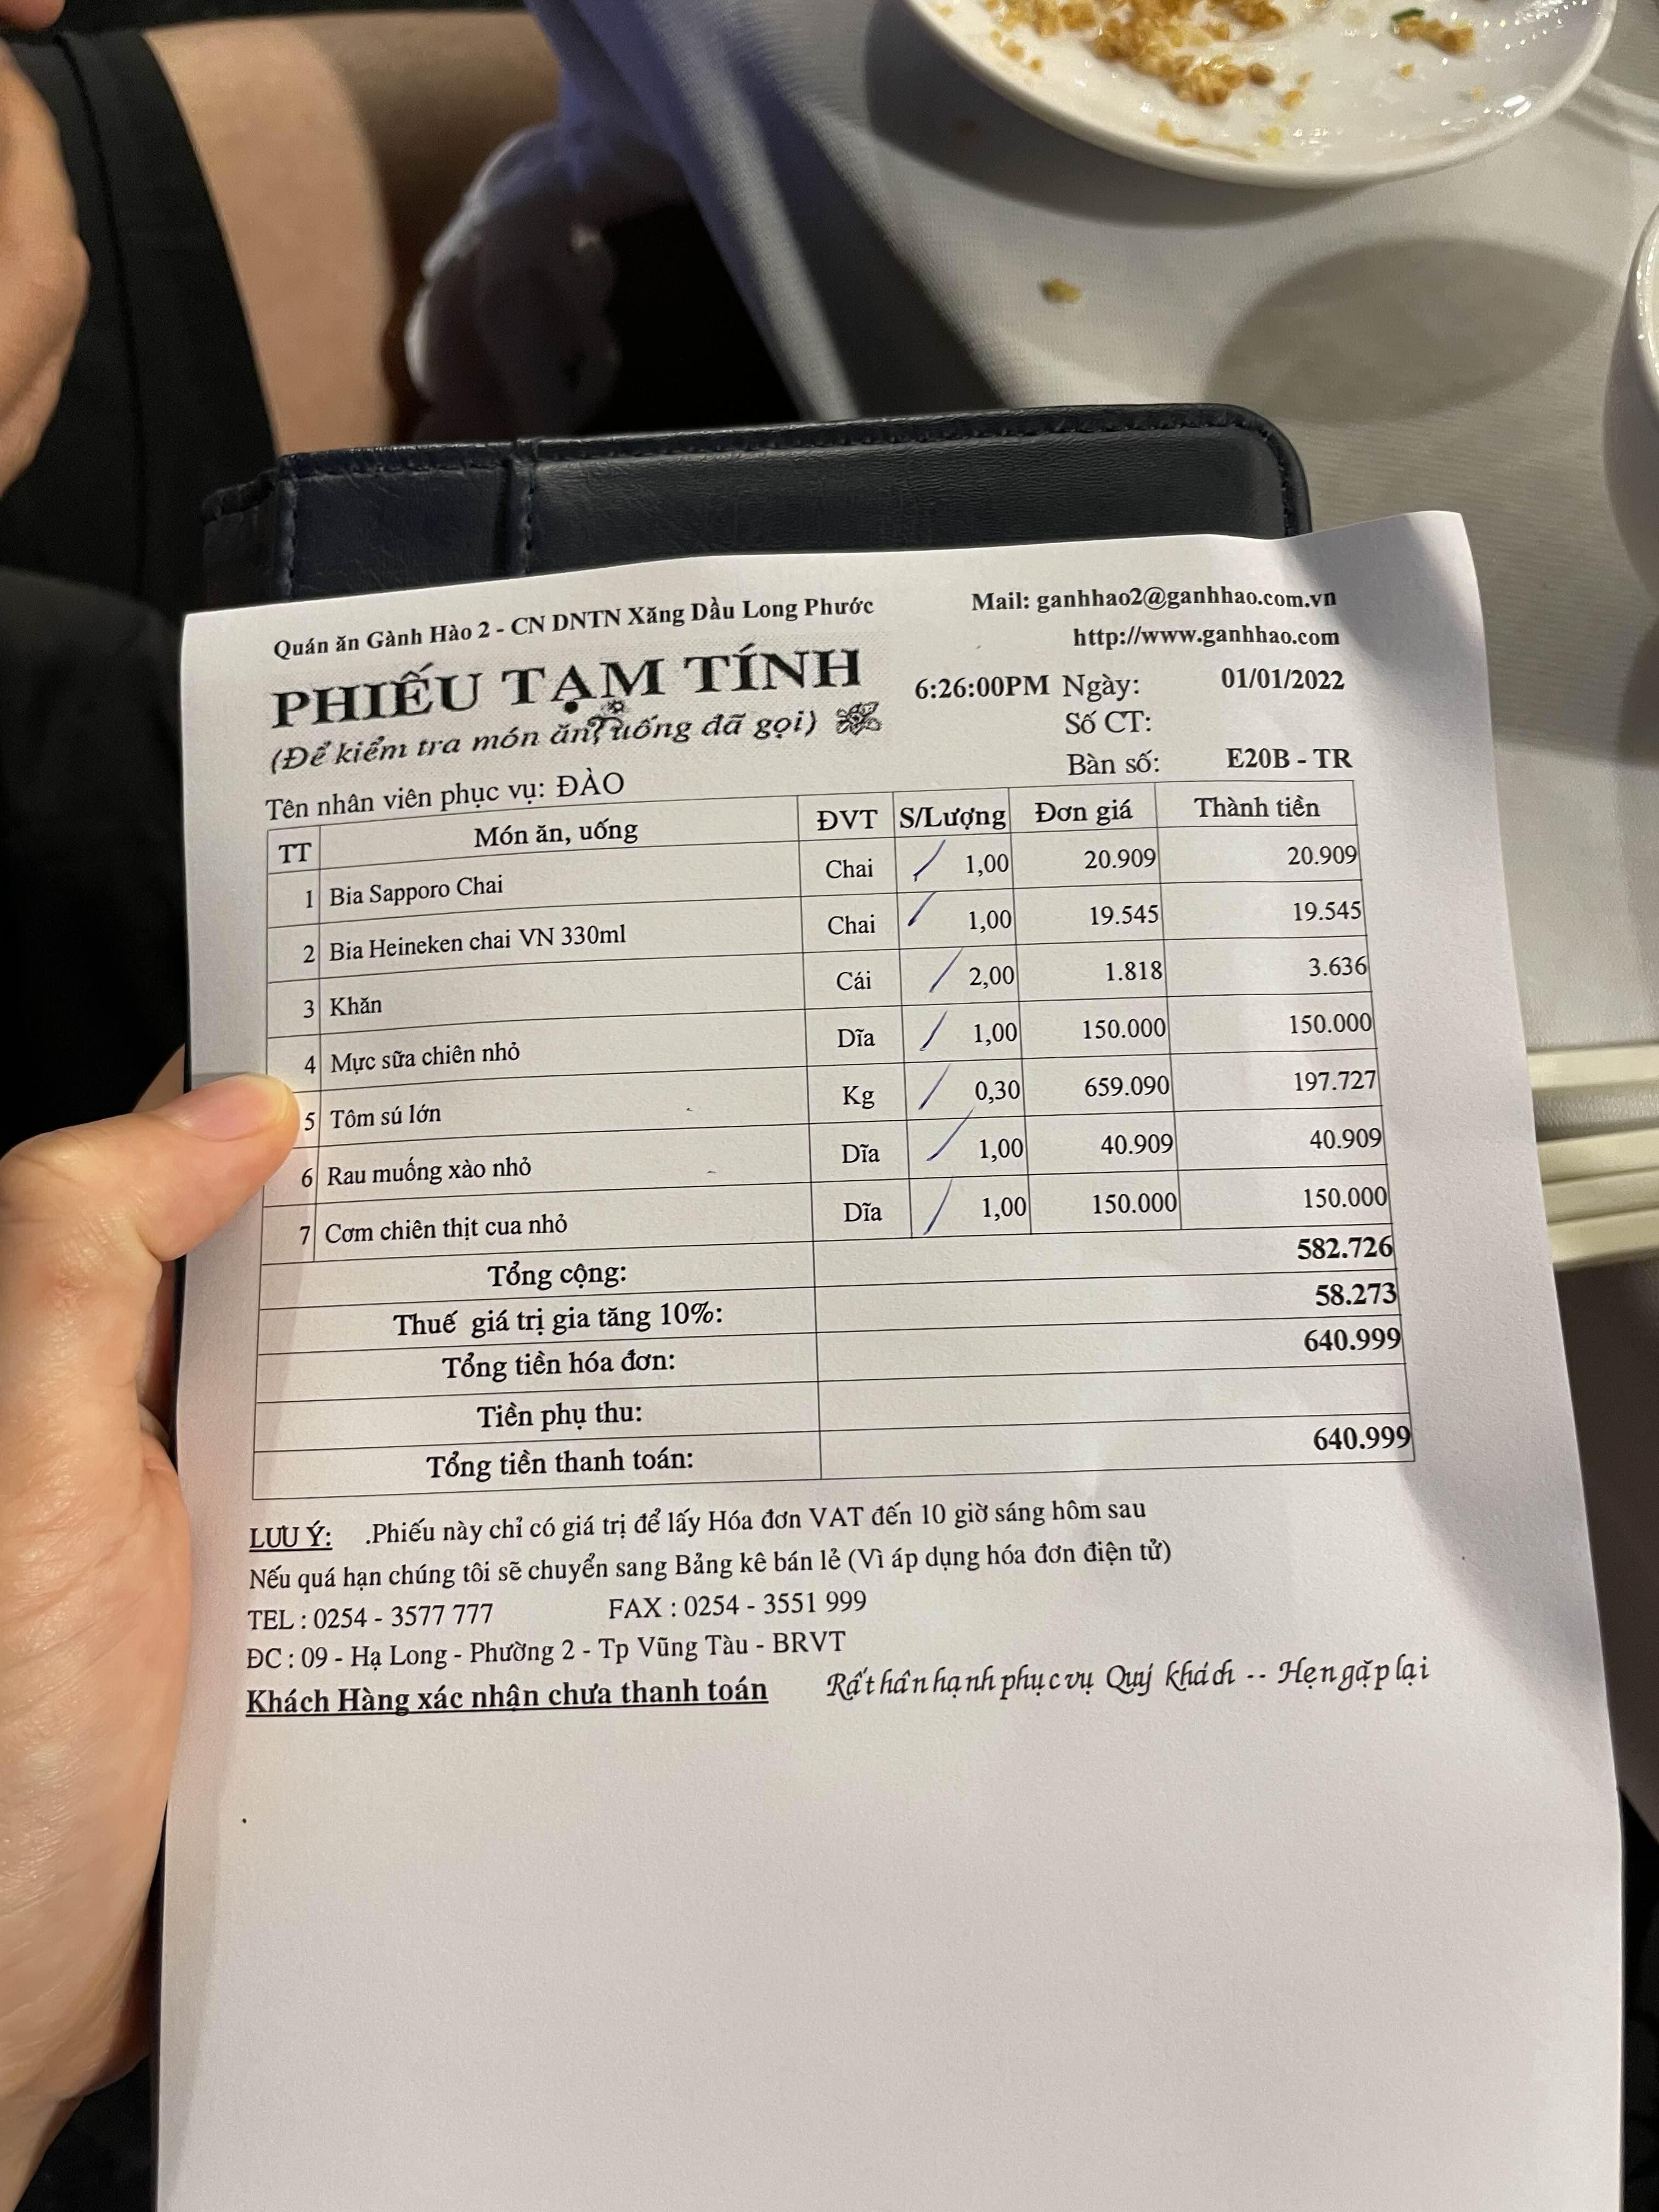 Quán ăn Gành Hào 2 - CN DNTN Xăng Dầu Long Phước
Mail: ganhhao2@ganhhao.com.vn
http://www.ganhhao.com
PHIẾU TẠM TÍNH
6:26:00PM Ngày: 01/01/2022
(Để kiểm tra món ăn, uống đã gọi)
Số CT:
Bàn số: E20B - TR
Tên nhân viên phục vụ: ĐÀO
TT Món ăn, uống ĐVT S/Lượng Đơn giá Thành tiền
1 Bia Sapporo Chai Chai 1,00 20.909 20.909
2 Bia Heineken chai VN 330ml Chai 1,00 19.545 19.545
3 Khăn Cái 2,00 1.818 3.636
4 Mực sữa chiên nhỏ Dĩa 1,00 150.000 150.000
5 Tôm sú lớn Kg 0,30 659.090 197.727
6 Rau muống xào nhỏ Dĩa 1,00 40.909 40.909
7 Cơm chiên thịt cua nhỏ Dĩa 1,00 150.000 150.000
Tổng cộng: 582.726
Thuế giá trị gia tăng 10%: 58.273
Tổng tiền hóa đơn: 640.999
Tiền phụ thu:
Tổng tiền thanh toán: 640.999
LƯU Ý: .Phiếu này chỉ có giá trị để lấy Hóa đơn VAT đến 10 giờ sáng hôm sau
Nếu quá hạn chúng tôi sẽ chuyển sang Bảng kê bán lẻ (Vì áp dụng hóa đơn điện tử)
TEL : 0254 - 3577 777 FAX : 0254 - 3551 999
ĐC : 09 - Hạ Long - Phường 2 - Tp Vũng Tàu - BRVT
Khách Hàng xác nhận chưa thanh toán Rất hân hạnh phục vụ Quý khách -- Hẹn gặp lại